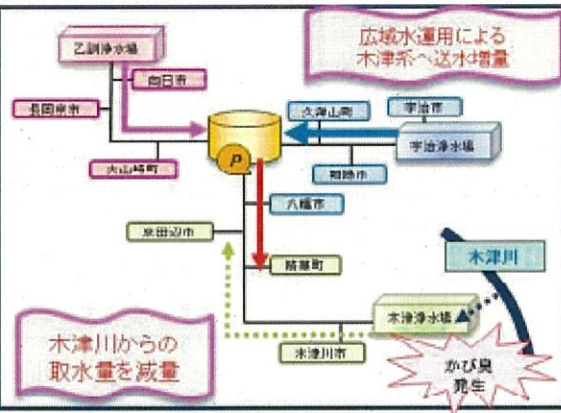 乙訓浄水場
広域水運用による
木津系へ送水増量
向日市
長岡京市
久御山町
宇治市
宇治浄水場
大山崎町
P
城陽市
八幡市
京田辺市
精華町
木津川
木津川からの
取水量を減量
木津浄水場
木津川市
かび臭
発生